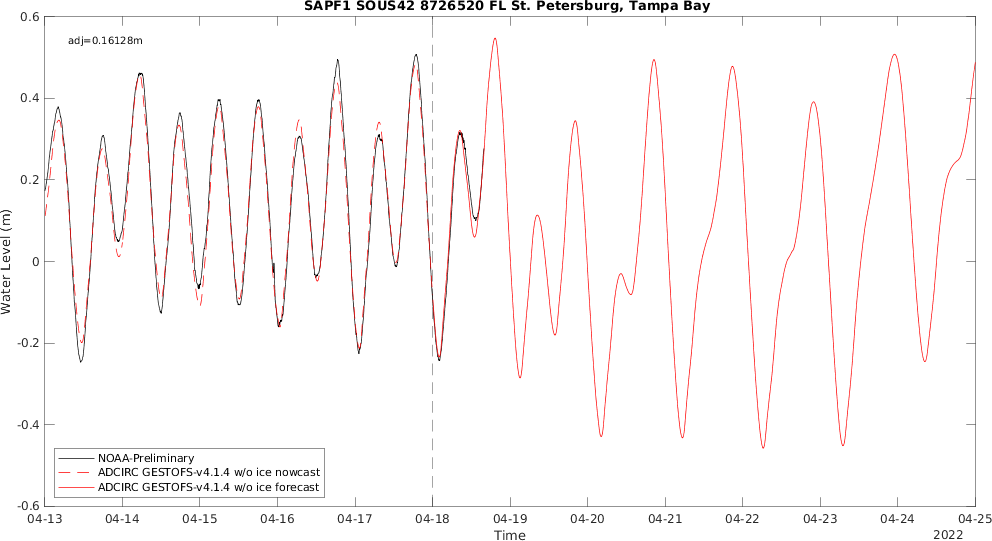 SAPF1 SOUS42 8726520 FL St. Petersburg, Tampa Bay
adj=0.16128m
0.6
0.4
0.2
0
-0.2
-0.4
-0.6
Water Level (m)
NOAA-Preliminary
ADCIRC GESTOFS-v4.1.4 w/o ice nowcast
ADCIRC GESTOFS-v4.1.4 w/o ice forecast
04-13 04-14 04-15 04-16 04-17 04-18 04-19 04-20 04-21 04-22 04-23 04-24 04-25
Time
2022